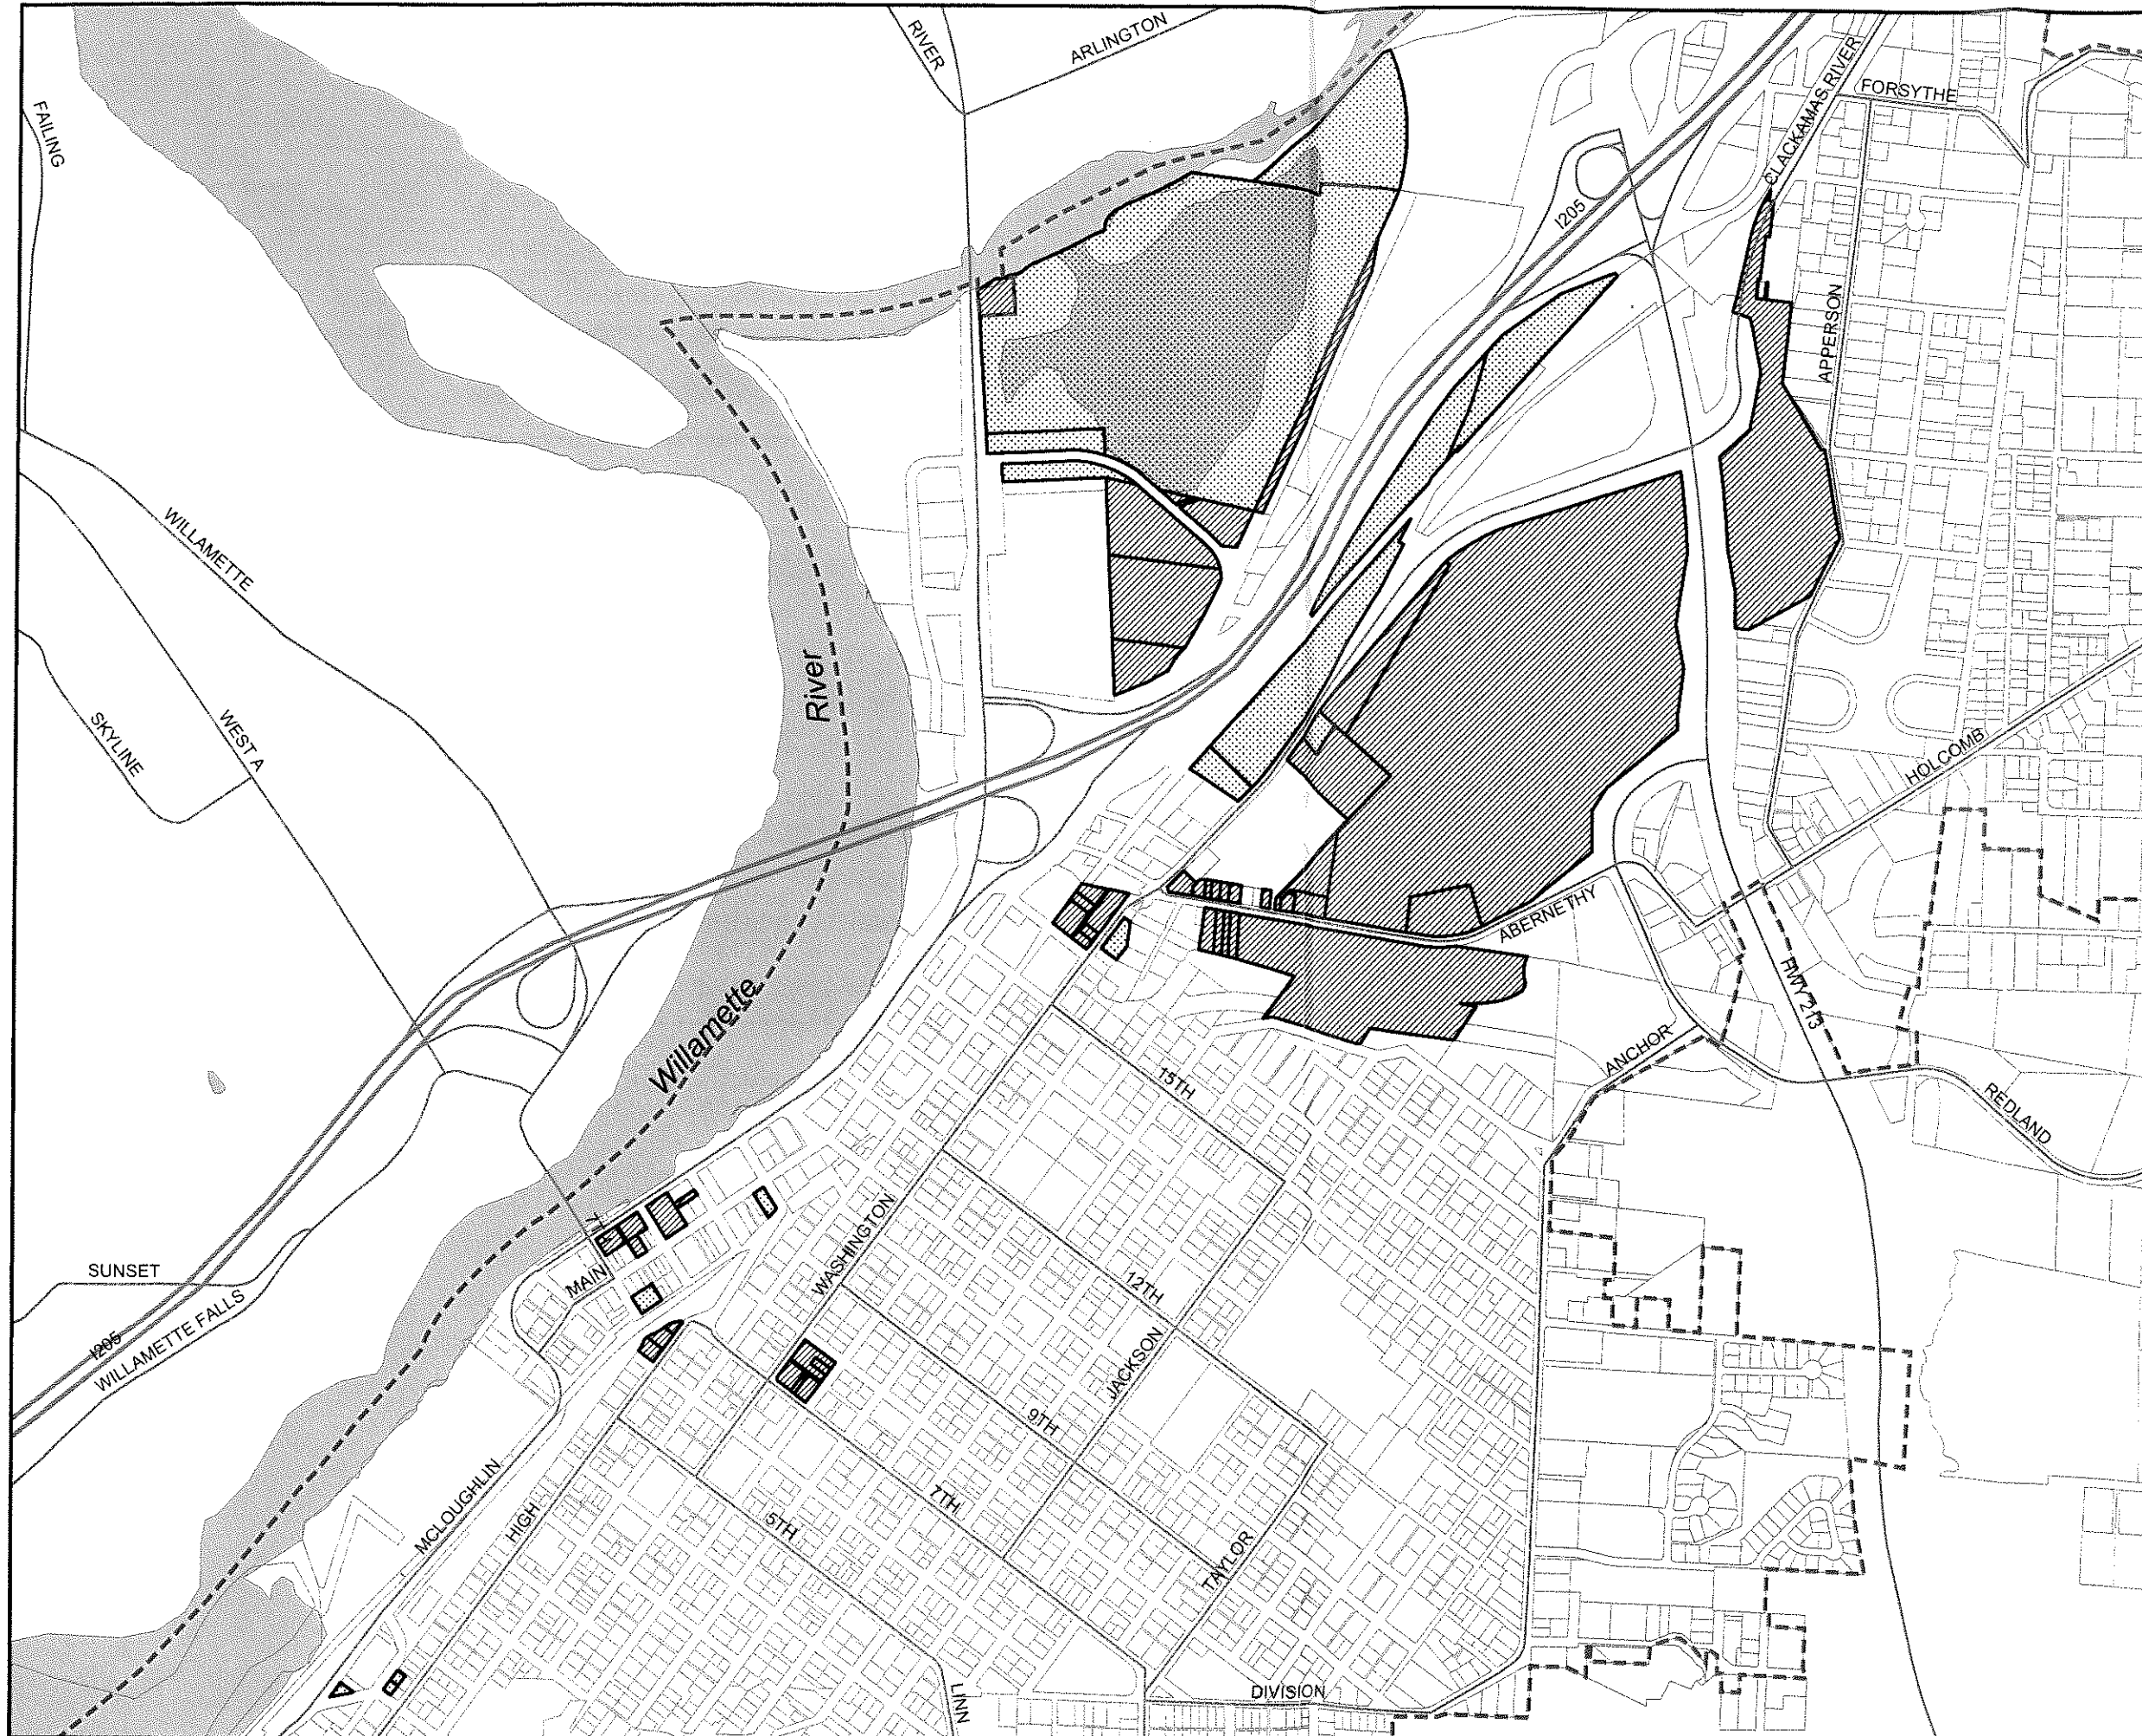 RIVER
ARLINGTON
FAILING
CLACKAMAS RIVER
FORSYTHE
I205
APPERSON
WILLAMETTE
River
SKYLINE
WEST A
HOLCOMB
ABERNETHY
HWY 213
Willamette
ANCHOR
15TH
REDLAND
WASHINGTON
SUNSET
MAIN
12TH
I205
WILLAMETTE FALLS
JACKSON
9TH
MCLOUGHLIN
HIGH
7TH
5TH
TAYLOR
LINN
DIVISION